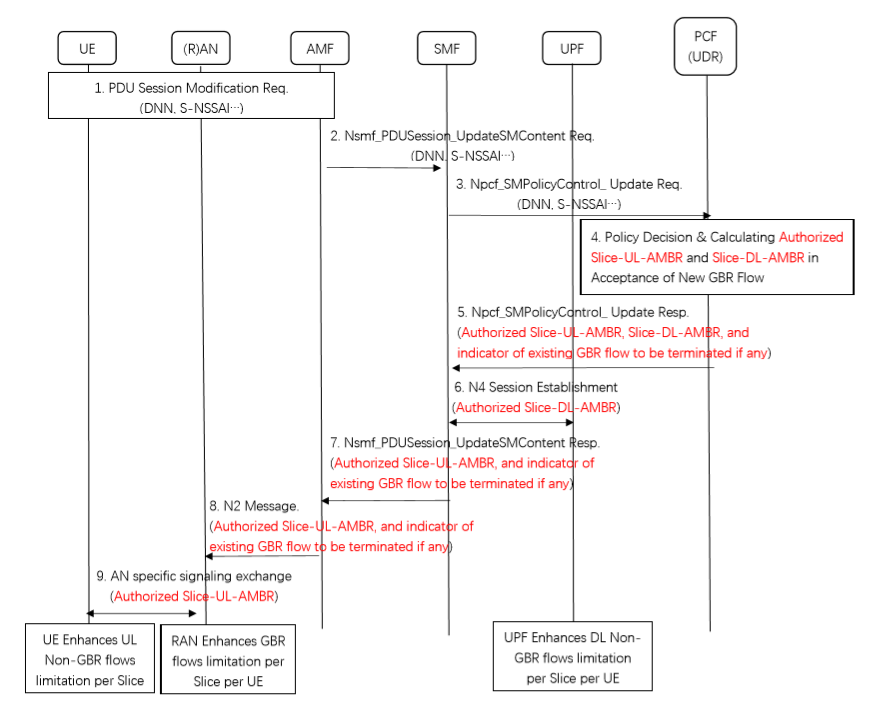 UE
(R)AN
AMF
SMF
UPF
PCF
(UDR)
1. PDU Session Modification Req.
(DNN, S-NSSAI···)
2. Nsmf_PDUSession_UpdateSMContent Req.
(DNN, S-NSSAI···)
3. Npcf_SMPolicyControl_ Update Req.
(DNN, S-NSSAI···)
4. Policy Decision & Calculating Authorized
Slice-UL-AMBR and Slice-DL-AMBR in
Acceptance of New GBR Flow
5. Npcf_SMPolicyControl_ Update Resp.
(Authorized Slice-UL-AMBR, Slice-DL-AMBR, and
indicator of existing GBR flow to be terminated if any)
6. N4 Session Establishment
(Authorized Slice-DL-AMBR)
7. Nsmf_PDUSession_UpdateSMContent Resp.
(Authorized Slice-UL-AMBR, and indicator of
existing GBR flow to be terminated if any)
8. N2 Message.
(Authorized Slice-UL-AMBR, and indicator of
existing GBR flow to be terminated if any)
9. AN specific signaling exchange
(Authorized Slice-UL-AMBR)
UE Enhances UL
Non-GBR flows
limitation per Slice
RAN Enhances GBR
flows limitation per
Slice per UE
UPF Enhances DL Non-
GBR flows limitation
per Slice per UE